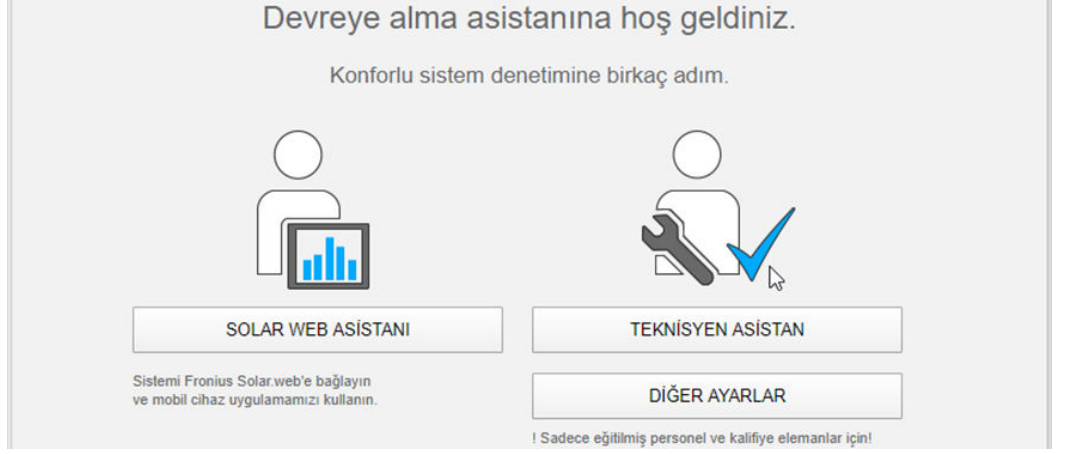 Devreye alma asistanına hoş geldiniz.
Konforlu sistem denetimine birkaç adım.
SOLAR WEB ASİSTANI
TEKNİSYEN ASİSTAN
Sistemi Fronius Solar.web'e bağlayın
ve mobil cihaz uygulamamızı kullanın.
DİĞER AYARLAR
! Sadece eğitilmiş personel ve kalifiye elemanlar için!